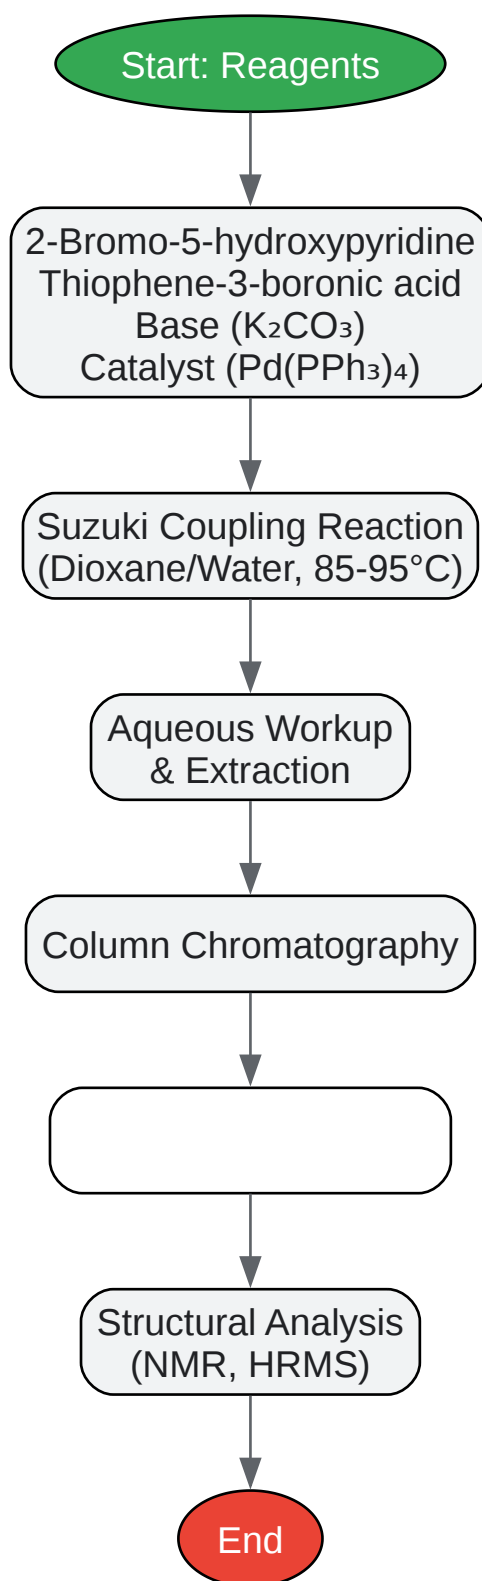 Start: Reagents
2-Bromo-5-hydroxypyridine
Thiophene-3-boronic acid
Base (K₂CO₃)
Catalyst (Pd(PPh₃)₄)
Suzuki Coupling Reaction
(Dioxane/Water, 85-95°C)
Aqueous Workup
& Extraction
Column Chromatography
Structural Analysis
(NMR, HRMS)
End